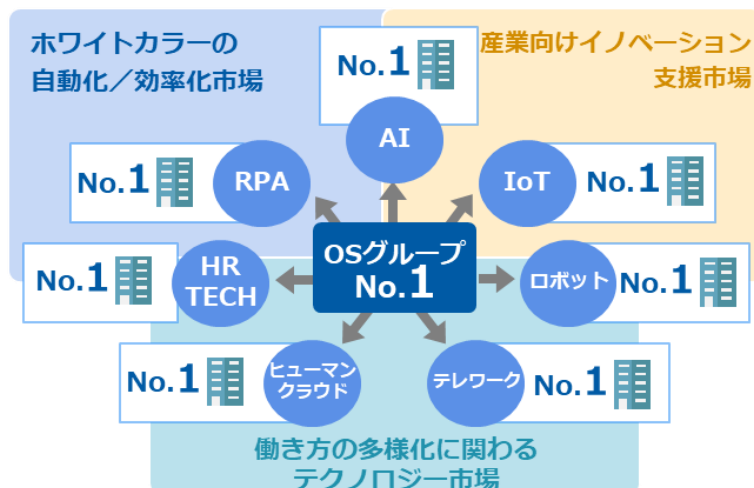 ホワイトカラーの
自動化／効率化市場
産業向けイノベーション
支援市場
No.1
AI
No.1
RPA
IoT
No.1
OSグループ
No.1
No.1
HR
TECH
ロボット
No.1
No.1
ヒューマン
クラウド
テレワーク
No.1
働き方の多様化に関わる
テクノロジー市場